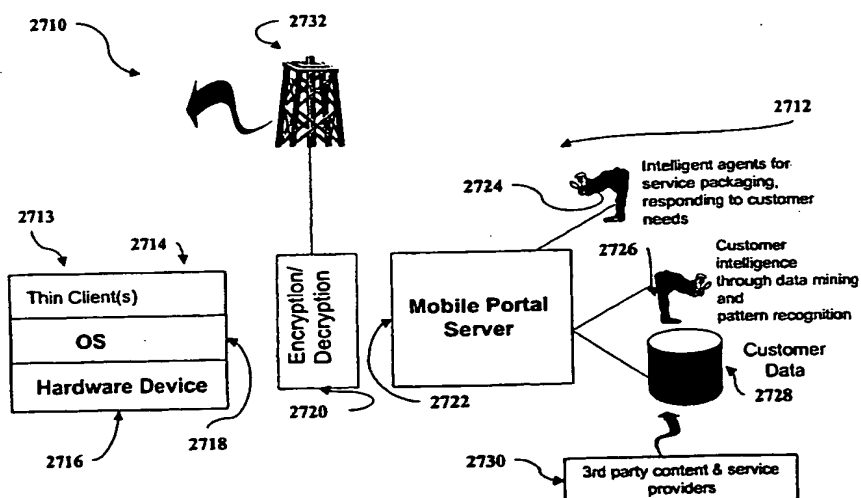 2732
2710
2712
Intelligent agents for
service packaging,
responding to customer
needs
2724
2713
2714
2726
Customer
intelligence
through data mining
and
pattern recognition
Thin Client(s)
OS
Hardware Device
Encryption/
Decryption
Mobile Portal
Server
Customer
Data
2728
2720
2722
2718
2716
2730
3rd party content & service
providers